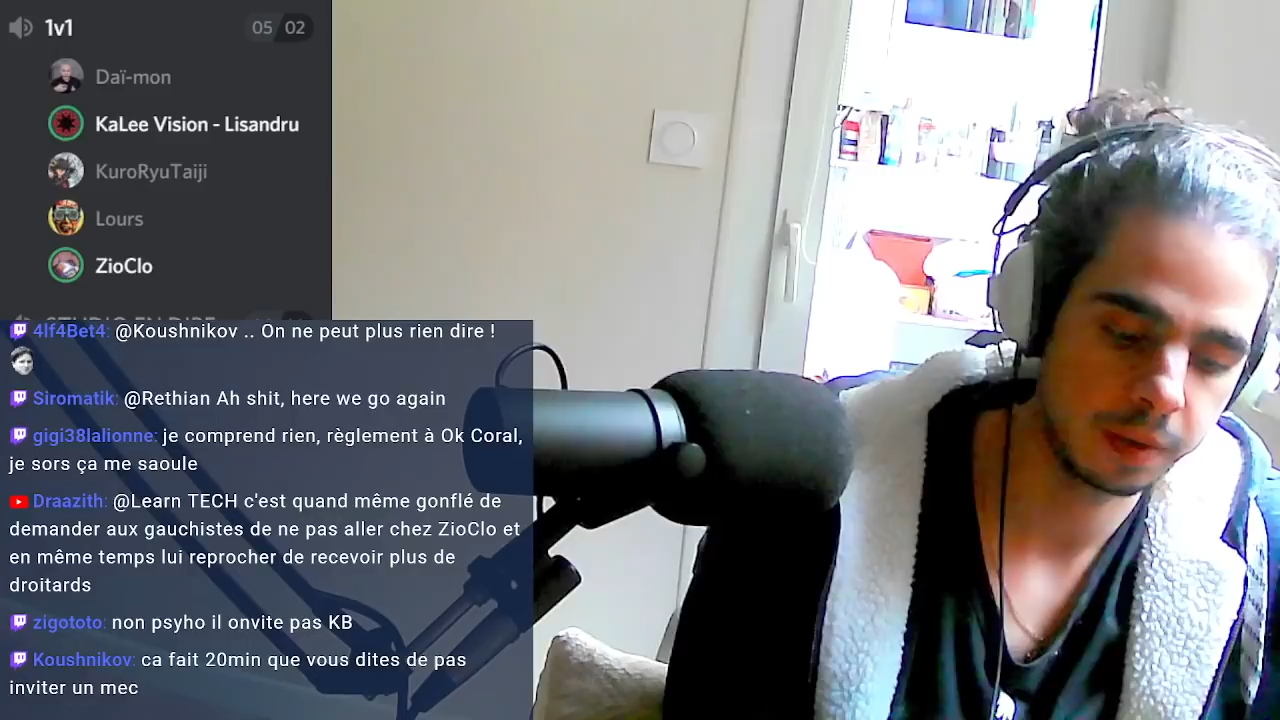 1v1
05 02
Daï-mon
KaLee Vision - Lisandru
KuroRyuTaiji
Lours
ZioClo
STUDIO EN DIRE
4lf4Bet4: @Koushnikov .. On ne peut plus rien dire !
Siromatik: @Rethian Ah shit, here we go again
gigi38lalionne: je comprend rien, règlement à Ok Coral,
je sors ça me saoule
Draazith: @Learn TECH c'est quand même gonflé de
demander aux gauchistes de ne pas aller chez ZioClo et
en même temps lui reprocher de recevoir plus de
droitards
zigototo: non psyho il onvite pas KB
Koushnikov: ca fait 20min que vous dites de pas
inviter un mec